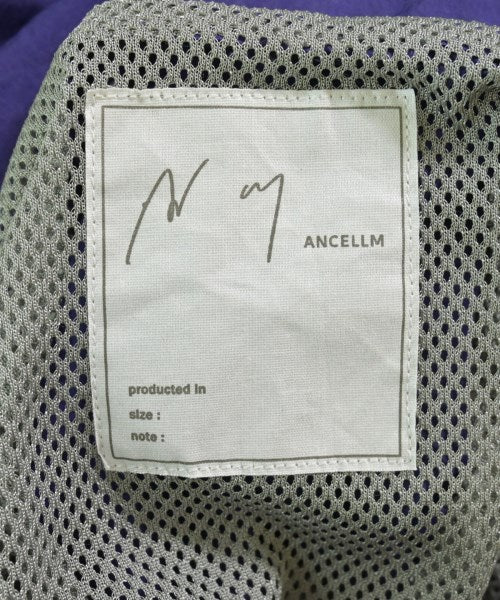 ANCELLM
producted in
size :
note :